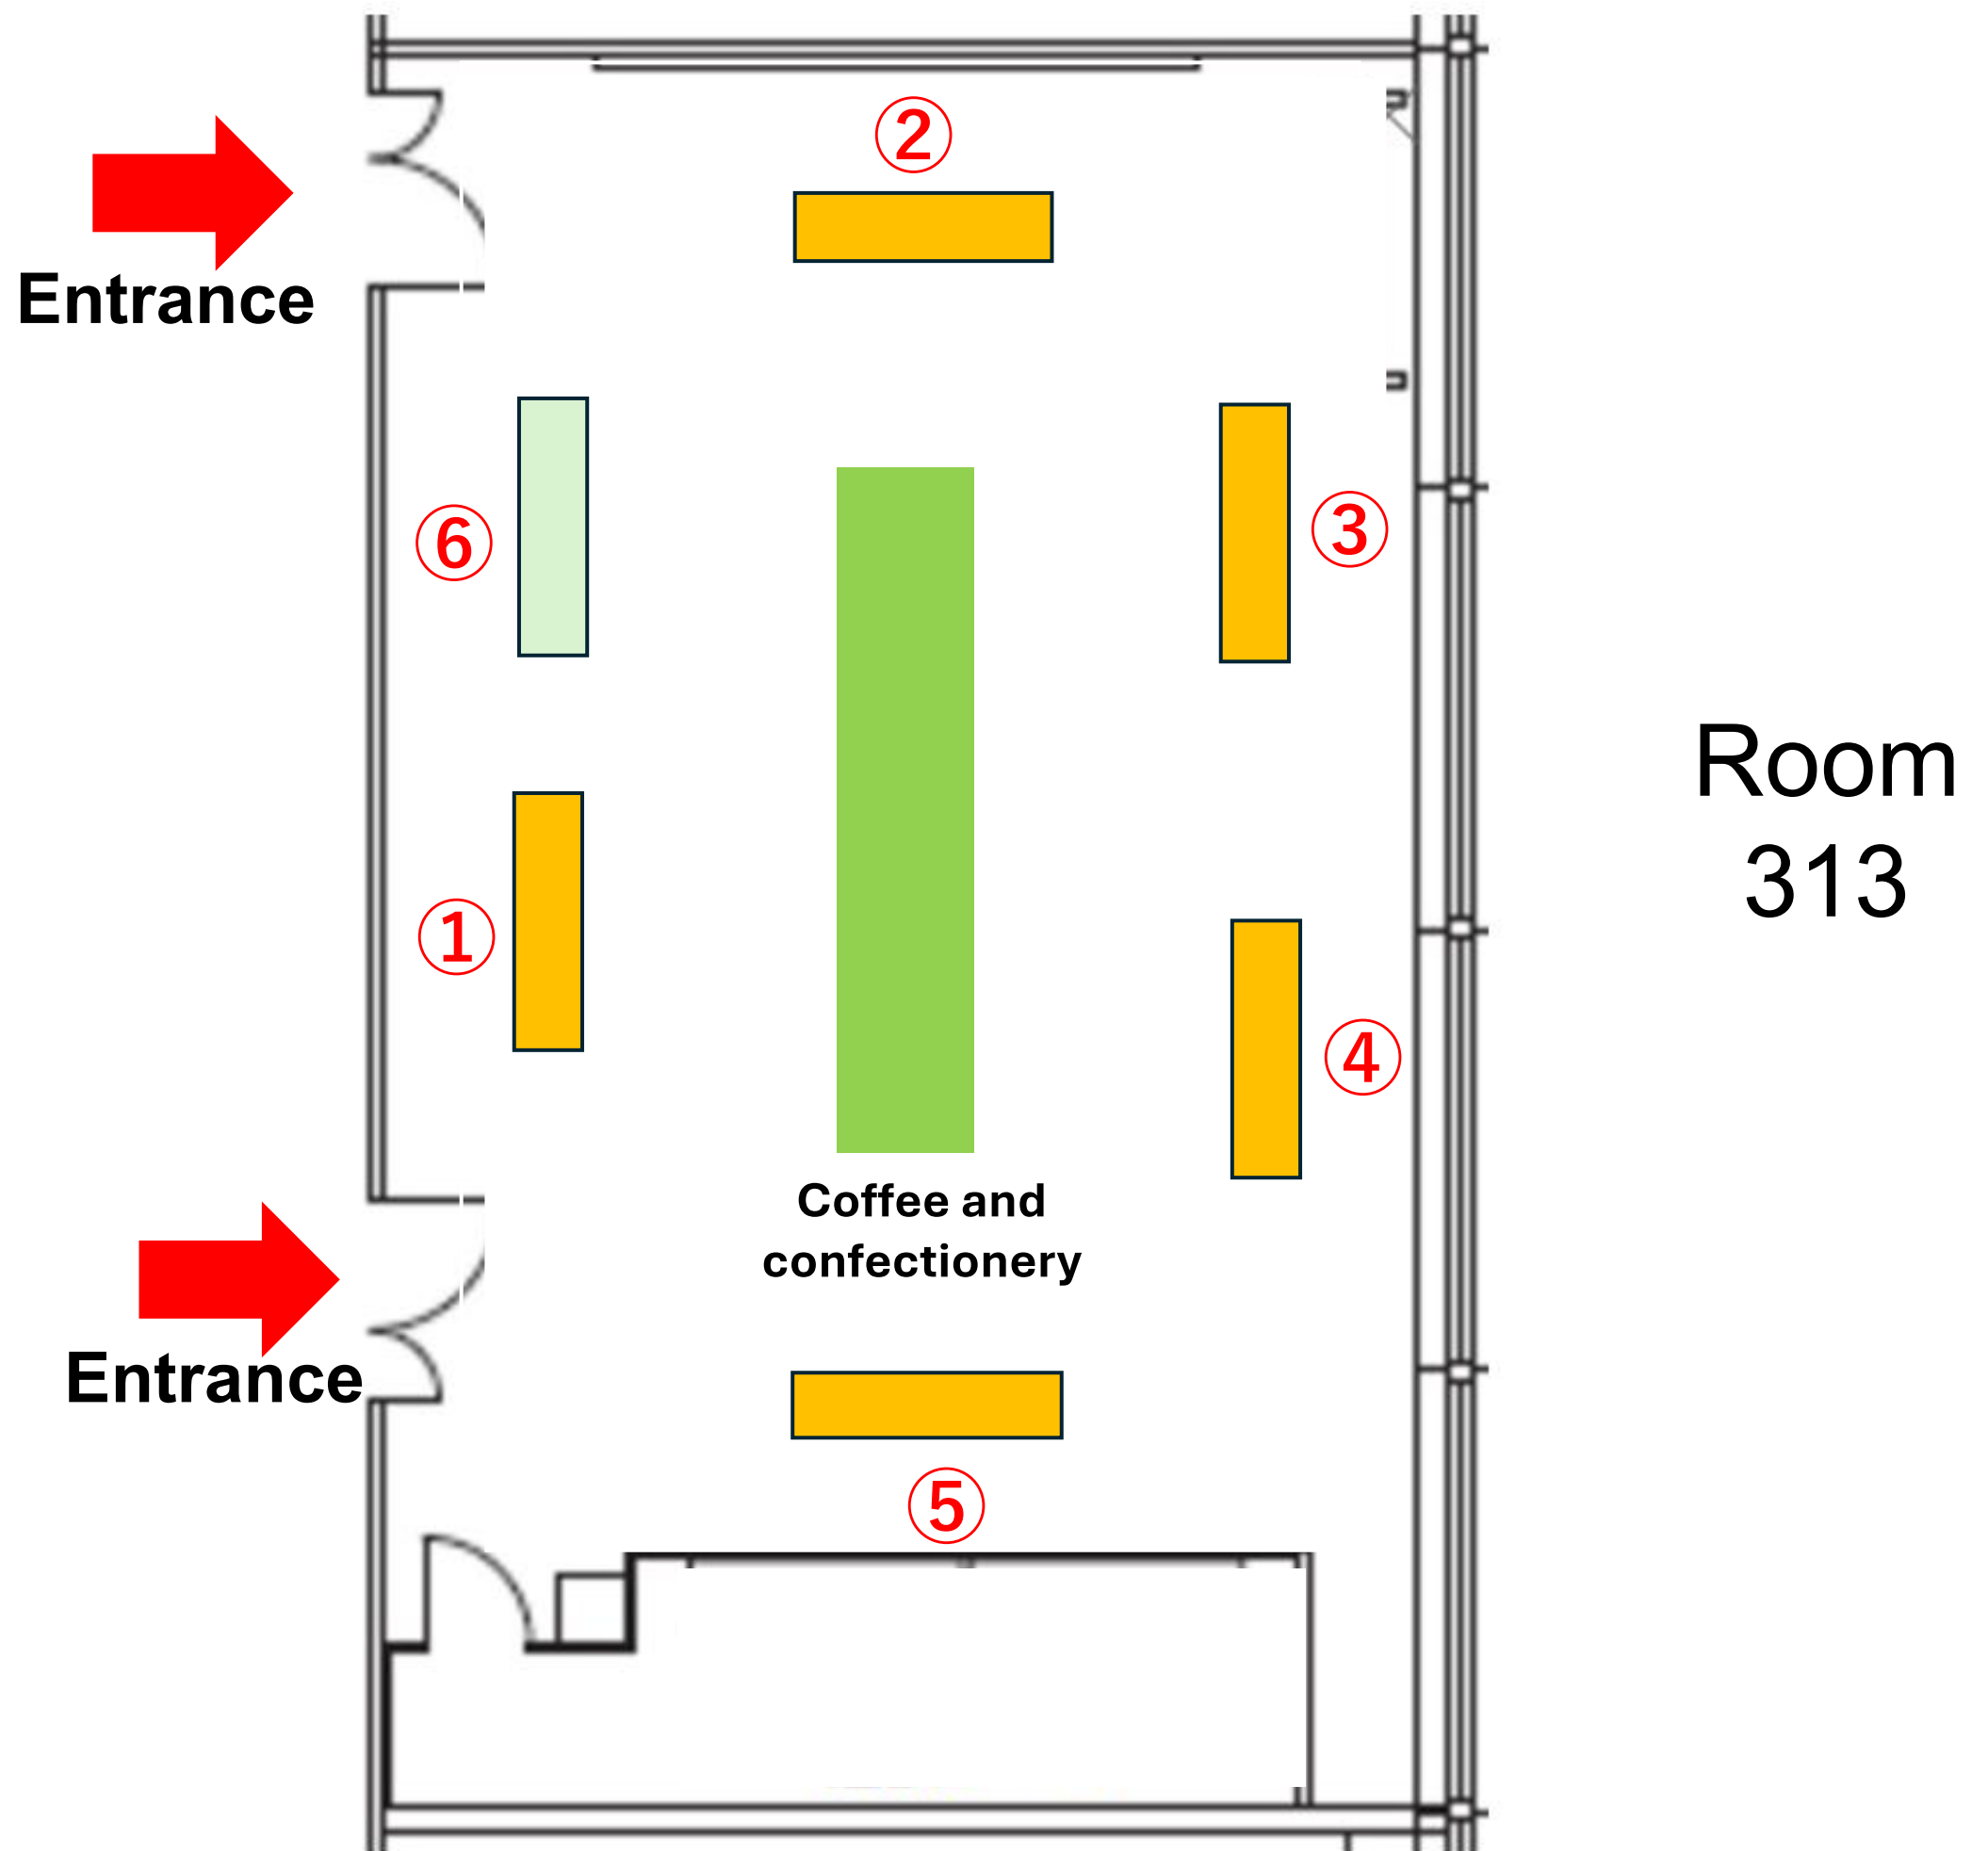 ②
Entrance
⑥
③
Room
313
①
④
Coffee and
confectionery
Entrance
⑤